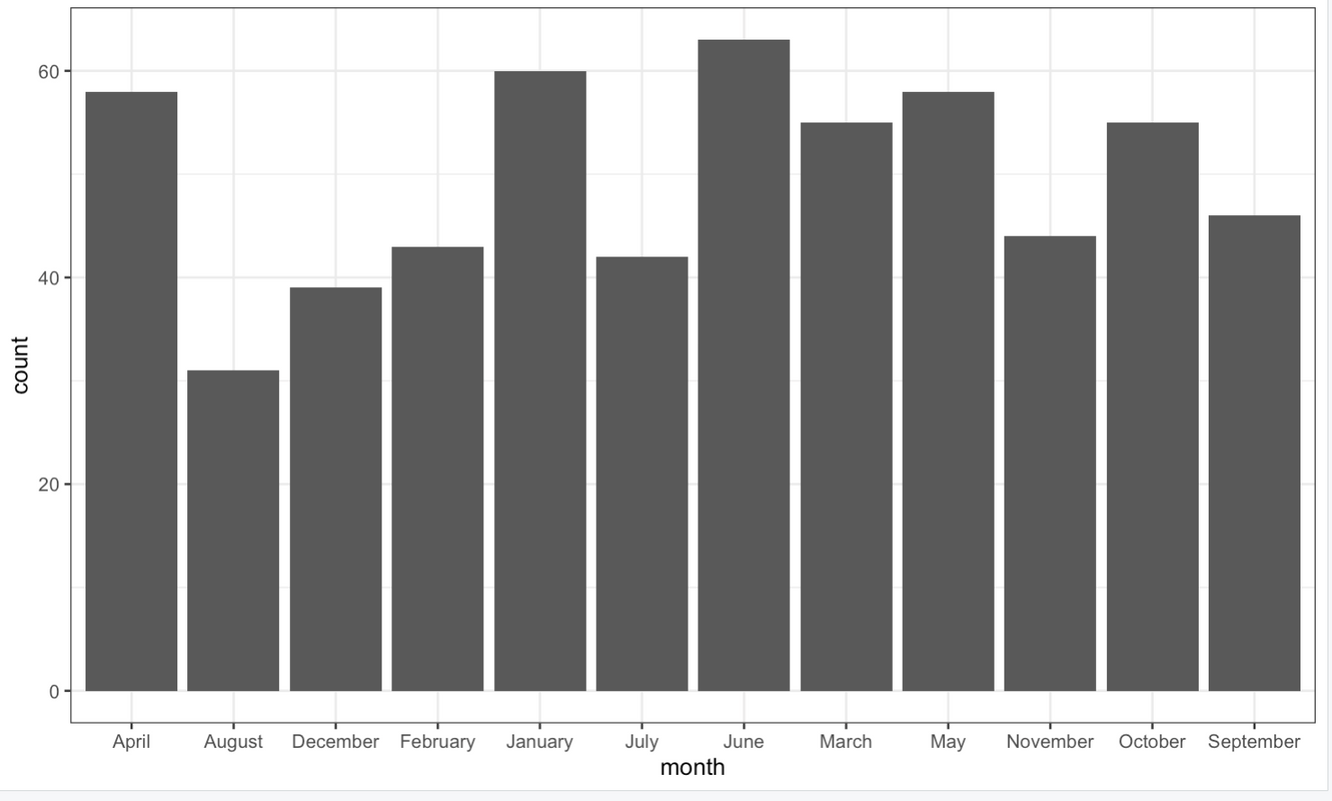 count
60
40
20
0
April August December February January July June March May November October September
month